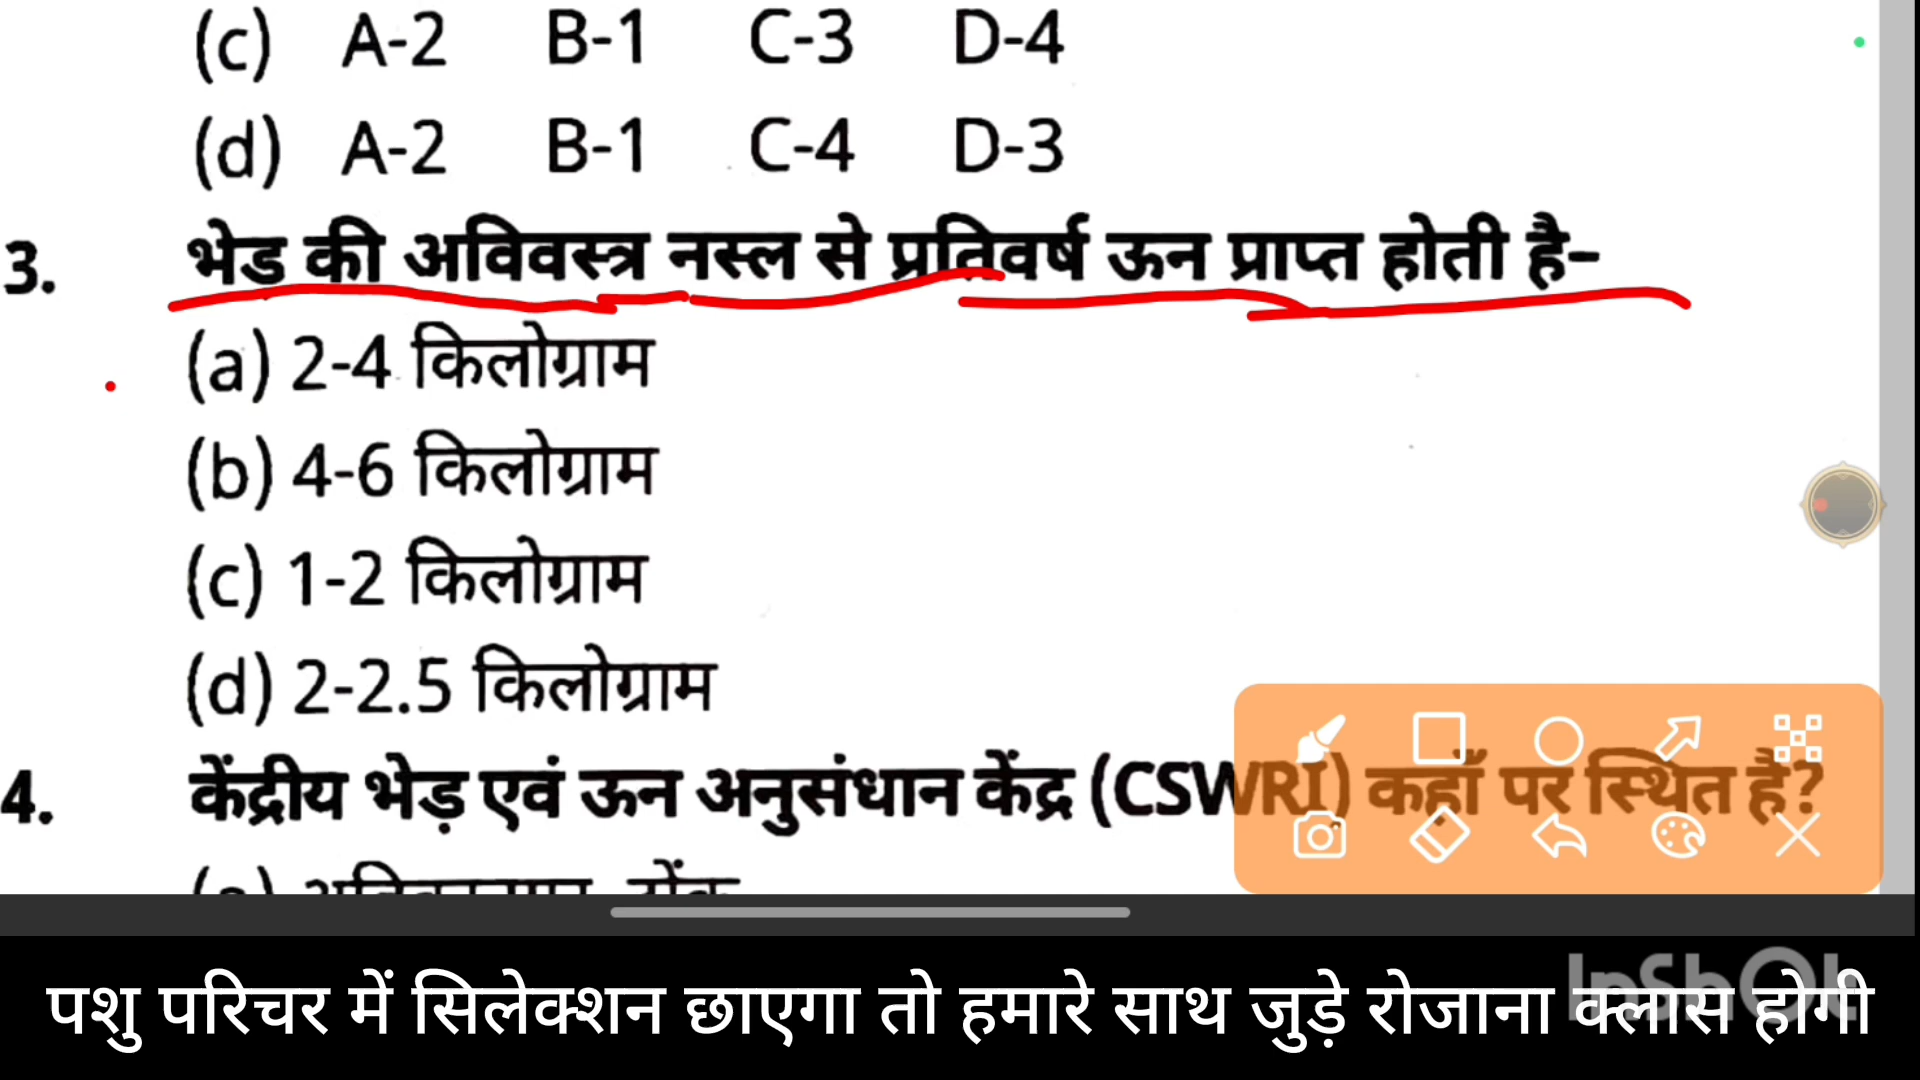 (c) A-2 B-1 C-3 D-4
(d) A-2 B-1 C-4 D-3
3. भेड की अविवस्त्र नस्ल से प्रतिवर्ष ऊन प्राप्त होती है-
(a) 2-4 किलोग्राम
(b) 4-6 किलोग्राम
(c) 1-2 किलोग्राम
(d) 2-2.5 किलोग्राम
4. केंद्रीय भेड़ एवं ऊन अनुसंधान केंद्र (CSWRI) कहाँ पर स्थित है?
InShOt
पशु परिचर में सिलेक्शन छाएगा तो हमारे साथ जुड़े रोजाना क्लास होगी